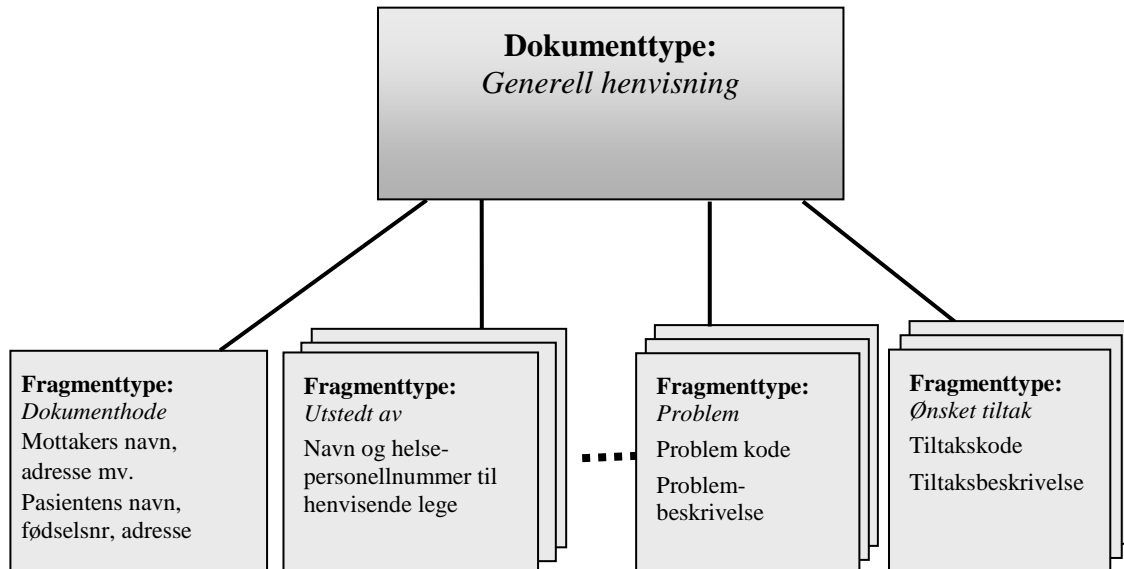 Dokumenttype:
Generell henvisning
Fragmenttype:
Dokumenthode
Mottakers navn,
adresse mv.
Pasientens navn,
fødselsnr, adresse
Fragmenttype:
Utstedt av
Navn og helse-
personellnummer til
henvisende lege
Fragmenttype:
Problem
Problem kode
Problem-
beskrivelse
Fragmenttype:
Ønsket tiltak
Tiltakskode
Tiltaksbeskrivelse